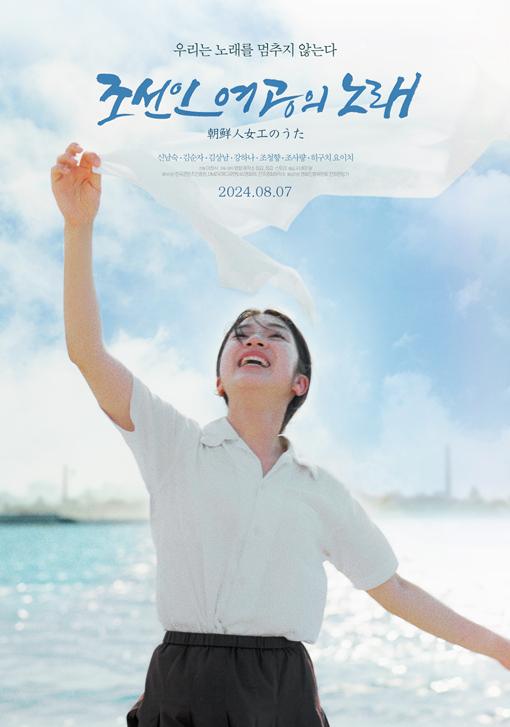 우리는 노래를 멈추지 않는다
조선인 여공의 노래
朝鮮人女工のうた
신남숙 · 김순자 · 김상남 · 강하나 · 조청향 · 조사랑 · 하구치 요이치
2024.08.07